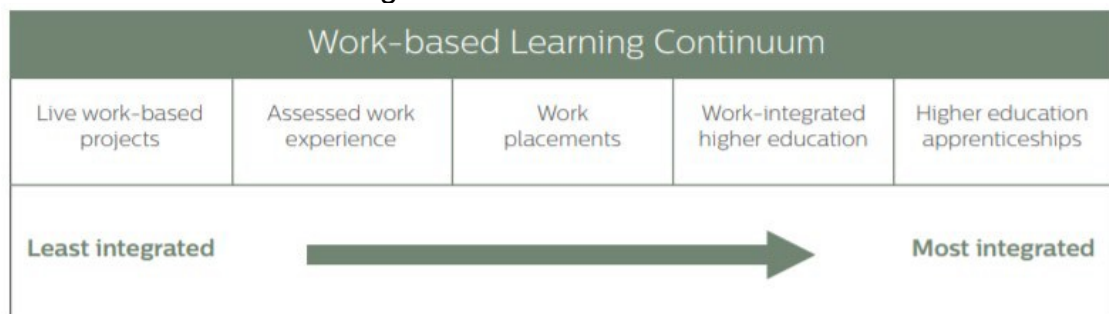 Work-based Learning Continuum
Live work-based
projects
Assessed work
experience
Work
placements
Work-integrated
higher education
Higher education
apprenticeships
Least integrated
Most integrated